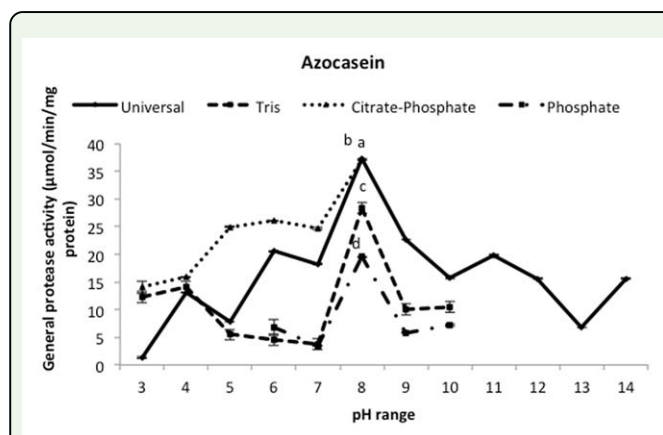 Azocasein
Universal Tris Citrate-Phosphate Phosphate
General protease activity (µmol/min/mg
protein)
40
35
30
25
20
15
10
5
0
b a
c
d
3 4 5 6 7 8 9 10 11 12 13 14
pH range